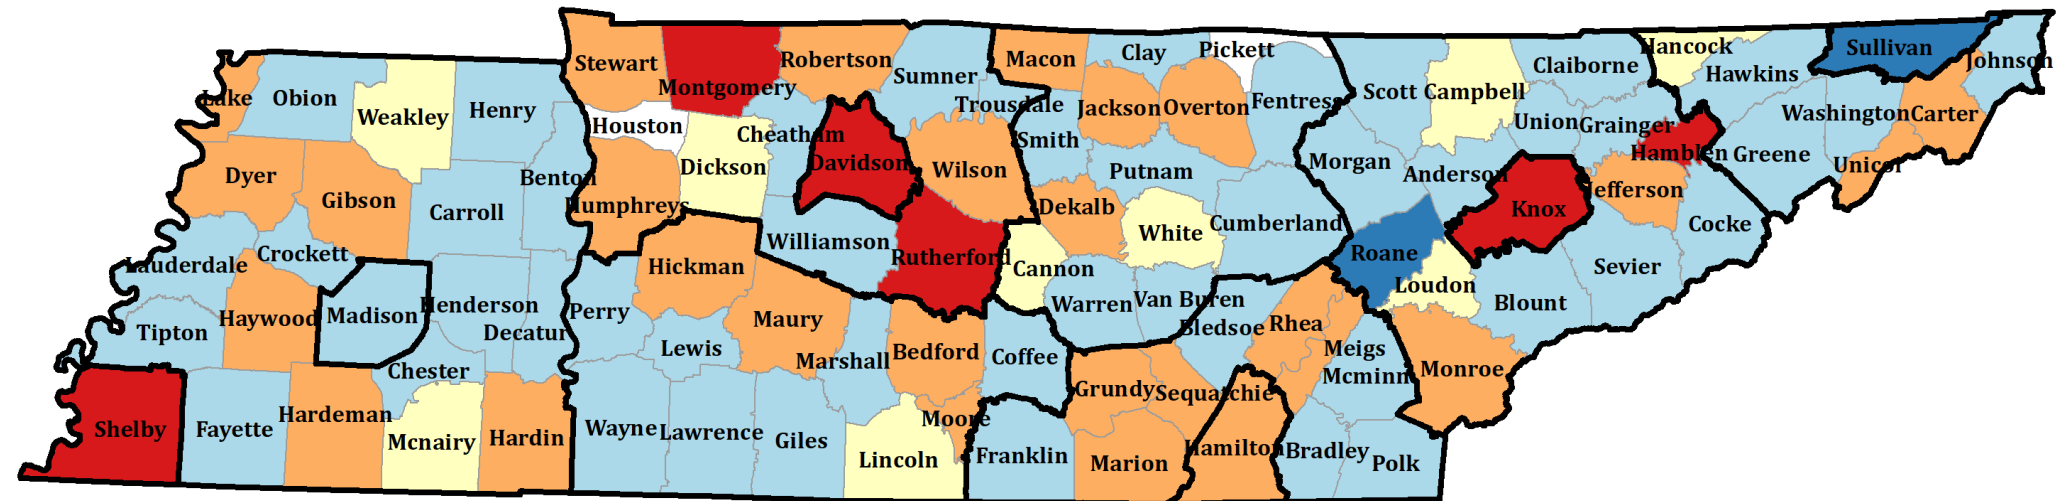 Stewart
Montgomery
Robertson
Sumner
Macon
Clay
Pickett
Fentress
Scott
Campbell
Claiborne
Hancock
Hawkins
Sullivan
Johnson
Lake
Obion
Weakley
Henry
Houston
Cheatham
Trousdale
Smith
Jackson
Overton
Union
Grainger
Hamblen
Greene
Washington
Carter
Unicoi
Dyer
Gibson
Carroll
Benton
Humphreys
Dickson
Davidson
Wilson
Putnam
Dekalb
White
Cumberland
Morgan
Anderson
Knox
Jefferson
Cocke
Lauderdale
Crockett
Williamson
Rutherford
Cannon
Roane
Loudon
Sevier
Blount
Tipton
Haywood
Madison
Henderson
Decatur
Perry
Hickman
Maury
Lewis
Marshall
Bedford
Coffee
Warren
Van Buren
Bledsoe
Rhea
Meigs
Mcminn
Monroe
Shelby
Fayette
Hardeman
Chester
Mcnairy
Hardin
Wayne
Lawrence
Giles
Lincoln
Moore
Franklin
Grundy
Sequatchie
Marion
Hamilton
Bradley
Polk